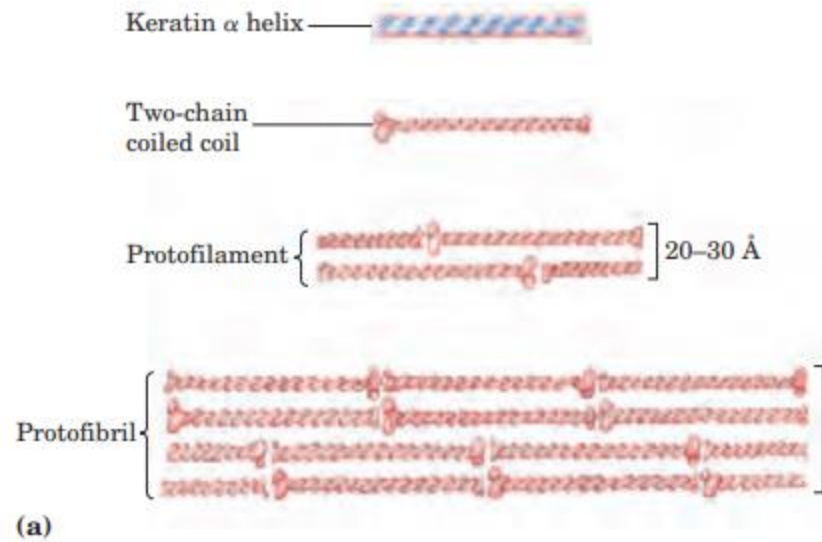 Keratin α helix
Two-chain
coiled coil
Protofilament
20–30 Å
Protofibril
(a)